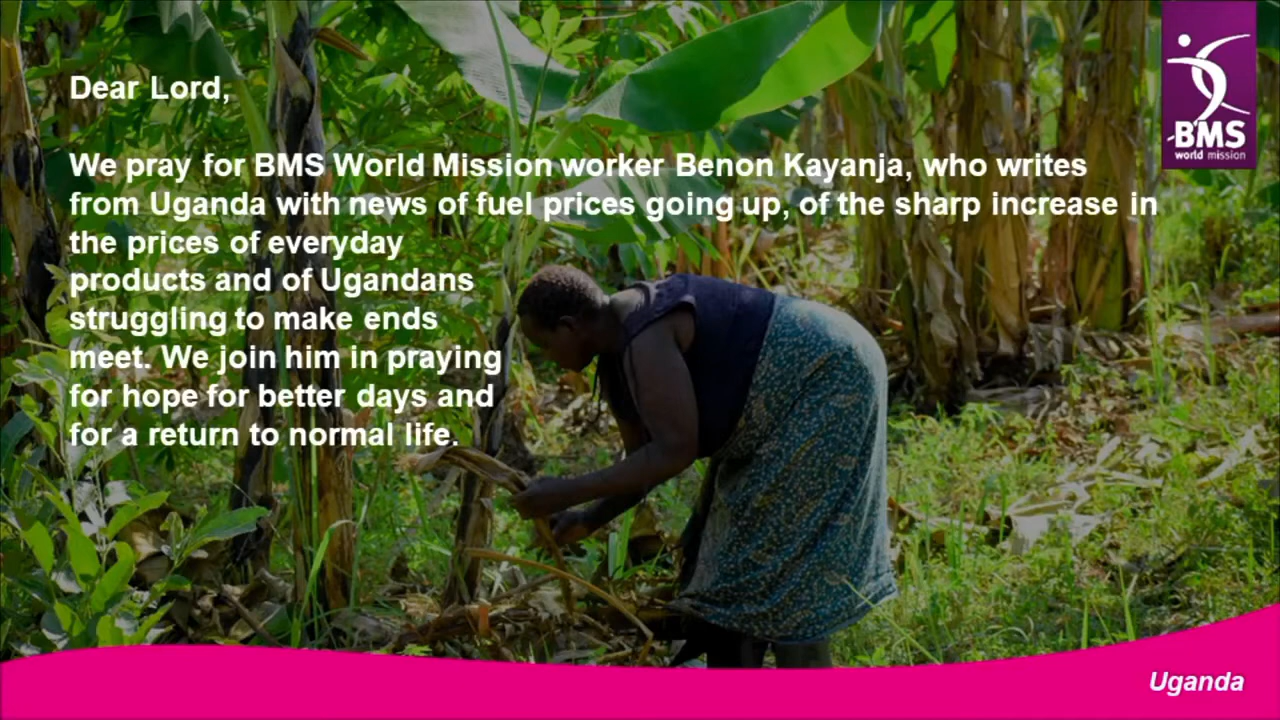 Dear Lord,
We pray for BMS World Mission worker Benon Kayanja, who writes
from Uganda with news of fuel prices going up, of the sharp increase in
the prices of everyday
products and of Ugandans
struggling to make ends
meet. We join him in praying
for hope for better days and
for a return to normal life.
BMS
world mission
Uganda